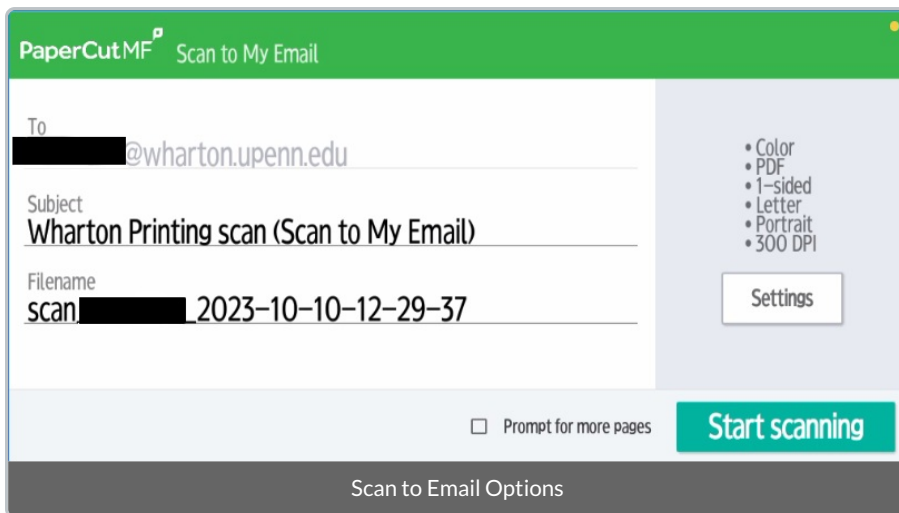 PaperCutMF Scan to My Email
To
@wharton.upenn.edu
Subject
Wharton Printing scan (Scan to My Email)
Filename
scan_ _2023-10-10-12-29-37
• Color
• PDF
• 1-sided
• Letter
• Portrait
• 300 DPI
Settings
Prompt for more pages
Start scanning
Scan to Email Options